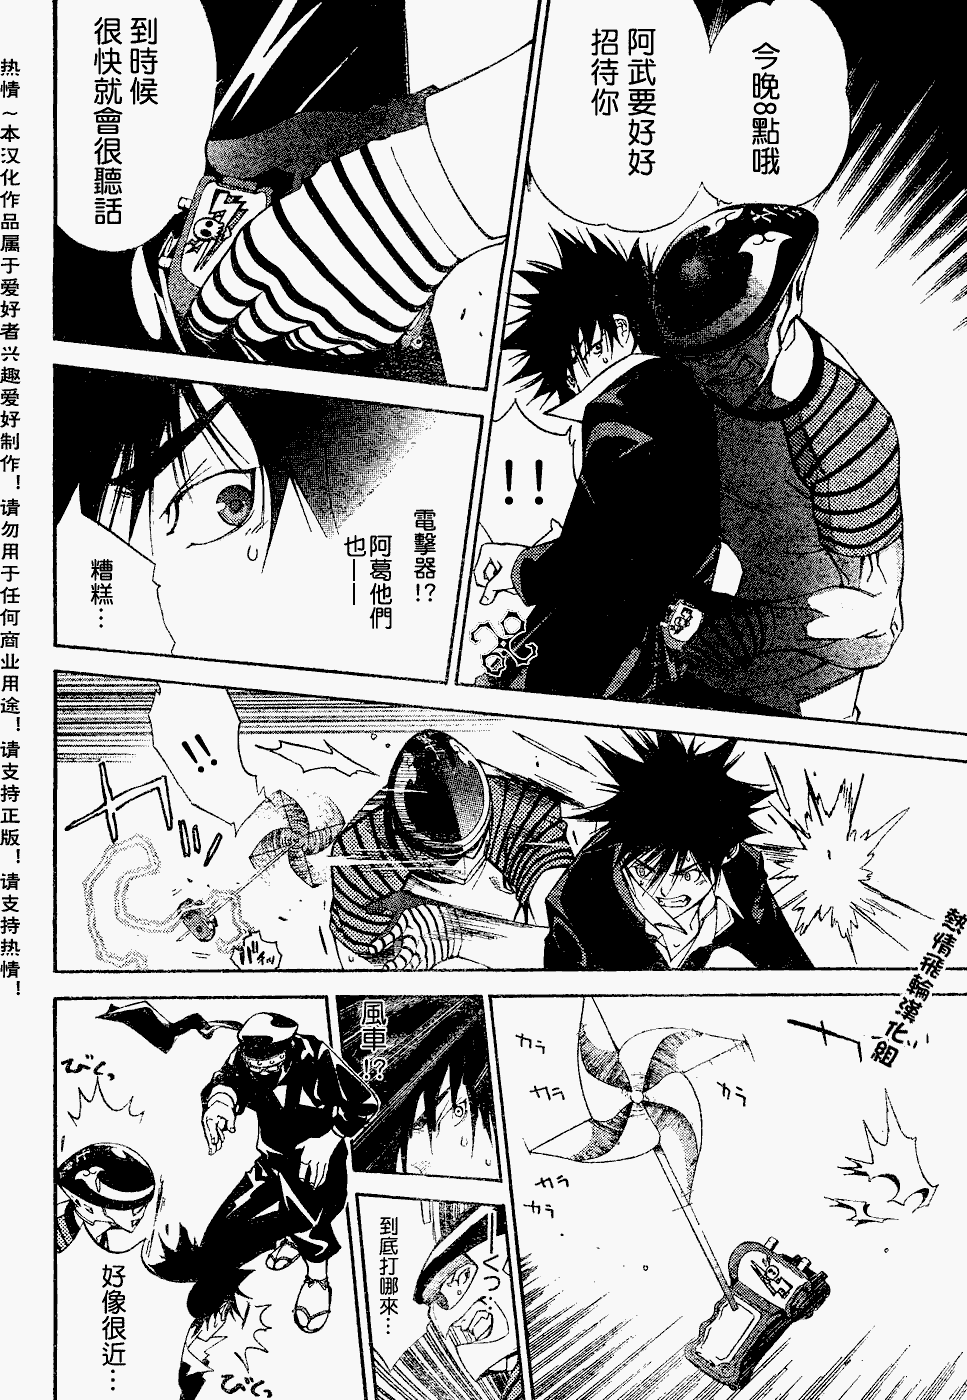 今晚8點哦
阿武要好好
招待你
到時候
很快就會很聽話
!!
電擊器!?
阿葛他們
也——
糟糕…
!!
カラ
カラ
カラ
カラ
カラ
風車!?
到底打哪來…
びくっ
好像很近…
びくっ
熱情飛輪漢化組
热情~本汉化作品属于爱好者兴趣爱好制作!请勿用于任何商业用途!请支持正版!请支持热情!